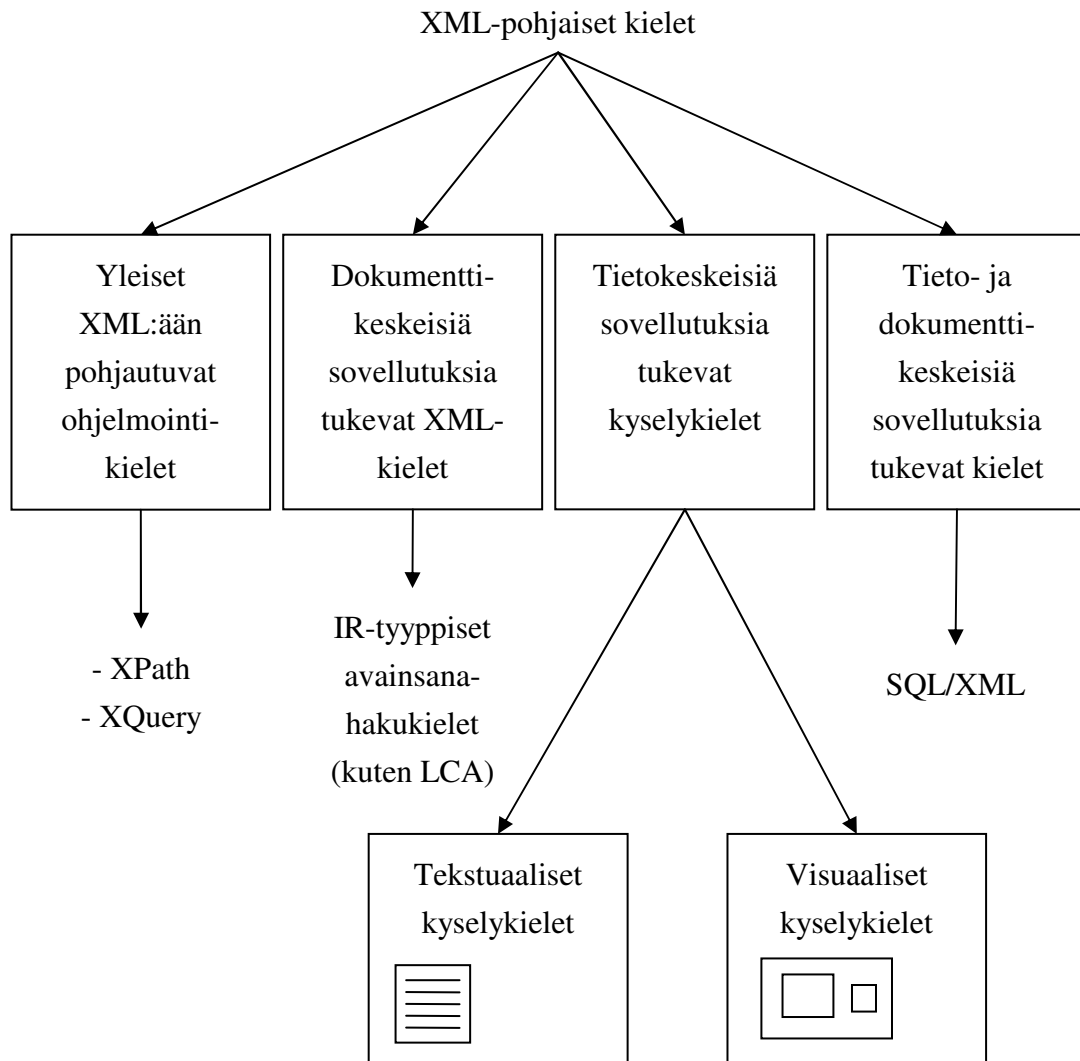 XML-pohjaiset kielet
Yleiset
XML:ään
pohjautuvat
ohjelmointi-
kielet
Dokumentti-
keskeisiä
sovellutuksia
tukevat XML-
kielet
Tietokeskeisiä
sovellutuksia
tukevat
kyselykielet
Tieto- ja
dokumentti-
keskeisiä
sovellutuksia
tukevat kielet
- XPath
- XQuery
IR-tyyppiset
avainsana-
hakukielet
(kuten LCA)
SQL/XML
Tekstuaaliset
kyselykielet
Visuaaliset
kyselykielet